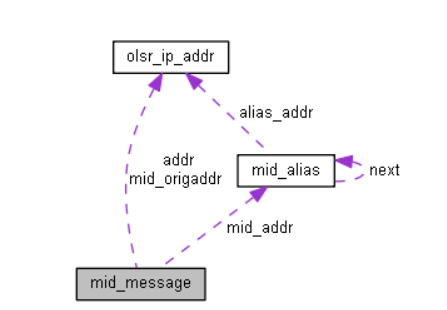 olsr_ip_addr
alias_addr
addr
mid_origaddr
mid_alias
next
mid_addr
mid_message